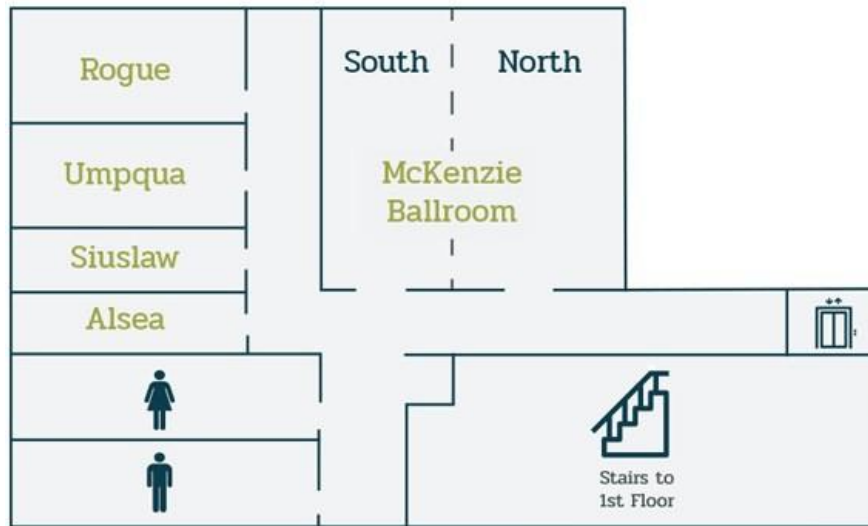 Rogue
South
North
Umpqua
McKenzie
Ballroom
Siuslaw
Alsea
Stairs to
1st Floor